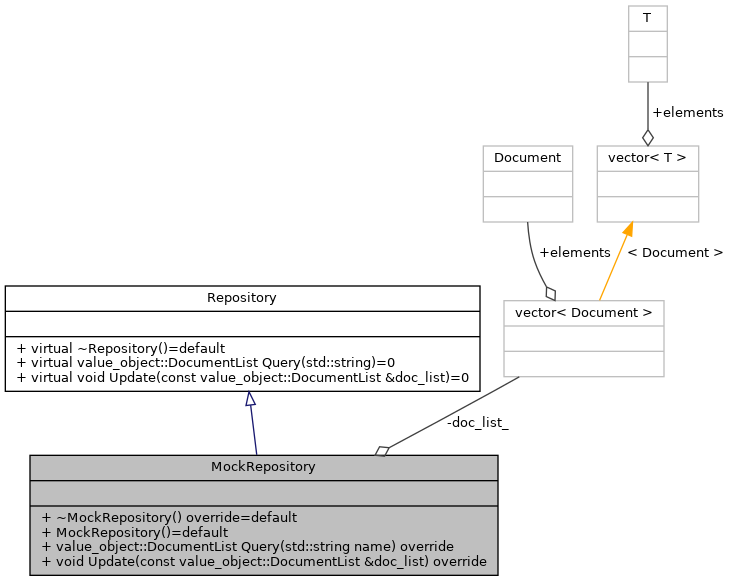 T
+elements
Document
vector< T >
+elements
< Document >
Repository
+ virtual ~Repository()=default
+ virtual value_object::DocumentList Query(std::string)=0
+ virtual void Update(const value_object::DocumentList &doc_list)=0
vector< Document >
-doc_list_
MockRepository
+ ~MockRepository() override=default
+ MockRepository()=default
+ value_object::DocumentList Query(std::string name) override
+ void Update(const value_object::DocumentList &doc_list) override